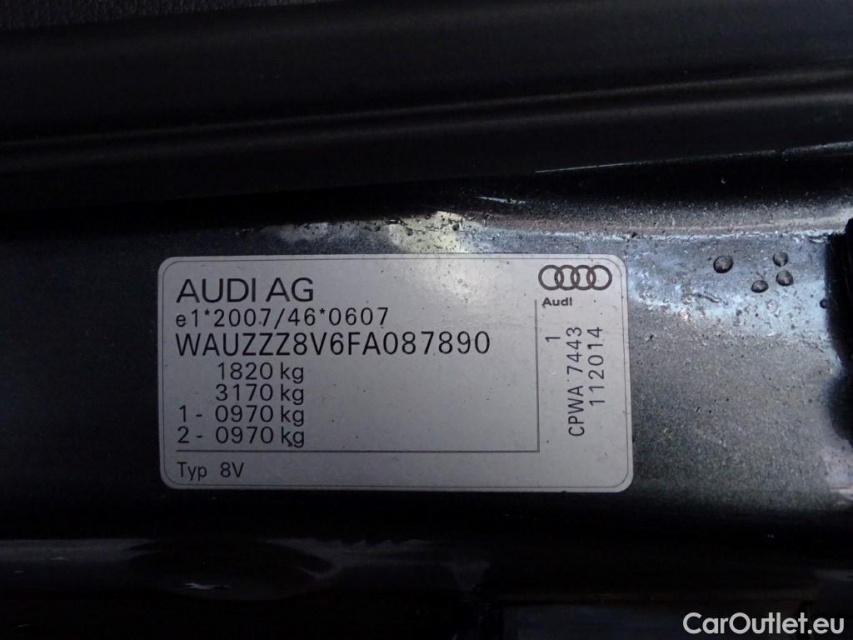 AUDI AG
e1*2007/46*0607
WAUZZZ8V6FA087890
1820 kg
3170 kg
1 - 0970 kg
2 - 0970 kg
Typ 8V
Audi
1
CPWA 7443
112014
CarOutlet.eu